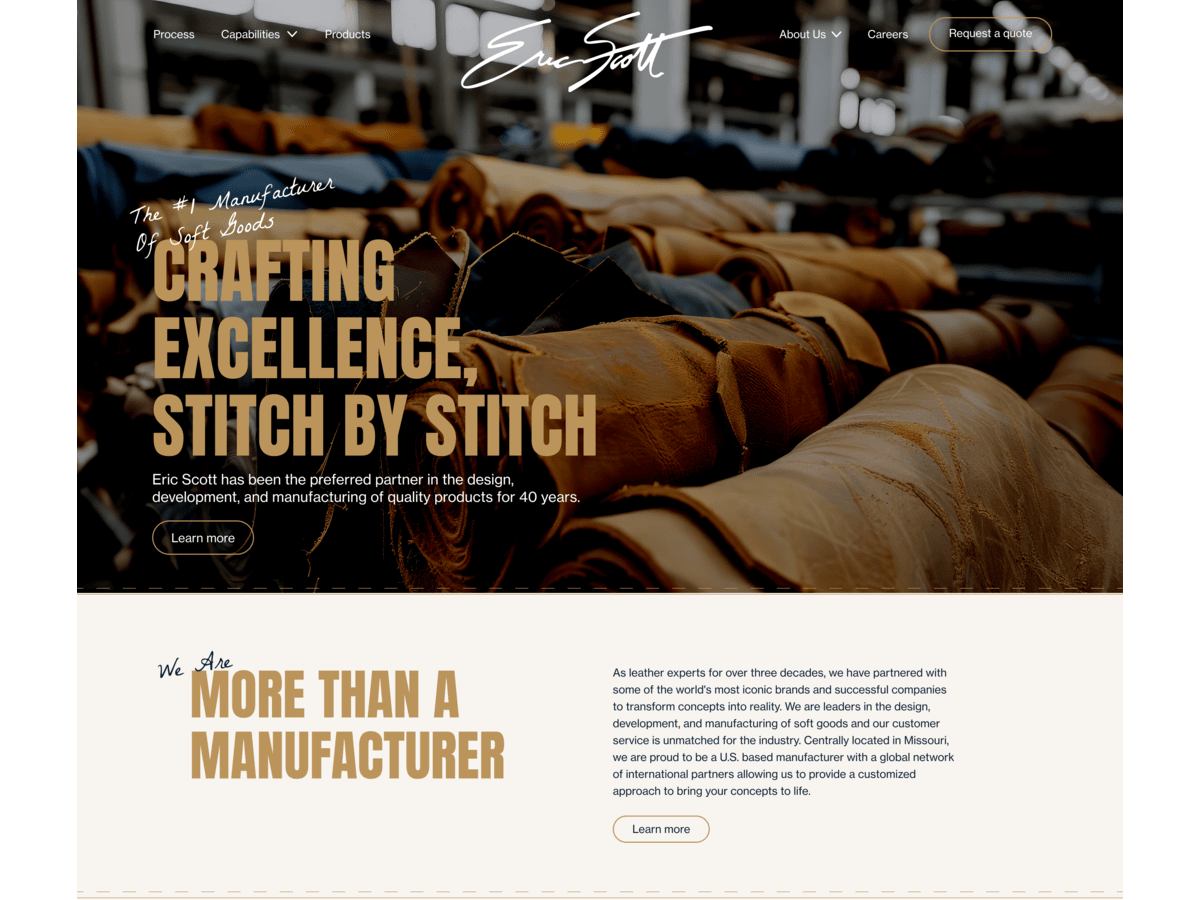 Process Capabilities Products Eric Scott About Us Careers Request a quote
The #1 Manufacturer
Of Soft Goods
CRAFTING
EXCELLENCE,
STITCH BY STITCH
Eric Scott has been the preferred partner in the design,
development, and manufacturing of quality products for 40 years.
Learn more
We Are
MORE THAN A
MANUFACTURER
As leather experts for over three decades, we have partnered with
some of the world's most iconic brands and successful companies
to transform concepts into reality. We are leaders in the design,
development, and manufacturing of soft goods and our customer
service is unmatched for the industry. Centrally located in Missouri,
we are proud to be a U.S. based manufacturer with a global network
of international partners allowing us to provide a customized
approach to bring your concepts to life.
Learn more